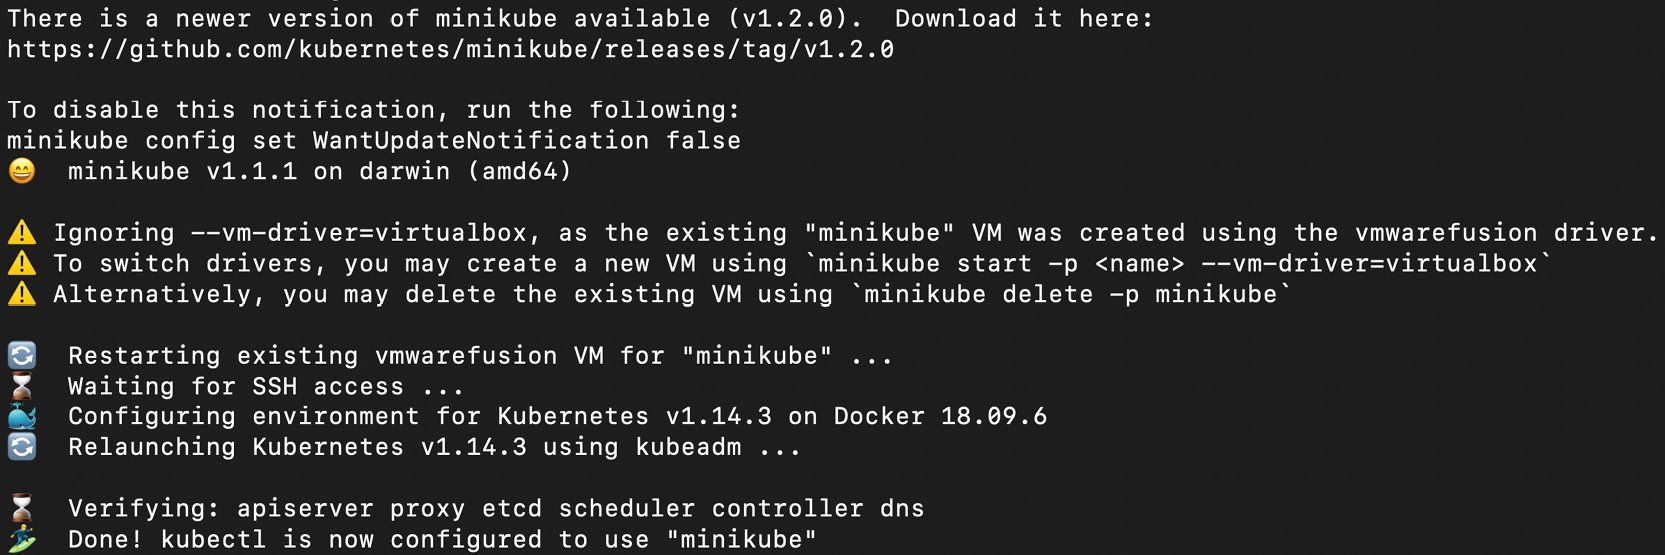 There is a newer version of minikube available (v1.2.0).  Download it here:
https://github.com/kubernetes/minikube/releases/tag/v1.2.0
To disable this notification, run the following:
minikube config set WantUpdateNotification false
😄  minikube v1.1.1 on darwin (amd64)
⚠️ Ignoring --vm-driver=virtualbox, as the existing "minikube" VM was created using the vmwarefusion driver.
⚠️ To switch drivers, you may create a new VM using `minikube start -p <name> --vm-driver=virtualbox`
⚠️ Alternatively, you may delete the existing VM using `minikube delete -p minikube`
🔄  Restarting existing vmwarefusion VM for "minikube" ...
⌛  Waiting for SSH access ...
🐳  Configuring environment for Kubernetes v1.14.3 on Docker 18.09.6
🔄  Relaunching Kubernetes v1.14.3 using kubeadm ...
⌛  Verifying: apiserver proxy etcd scheduler controller dns
🏄  Done! kubectl is now configured to use "minikube"